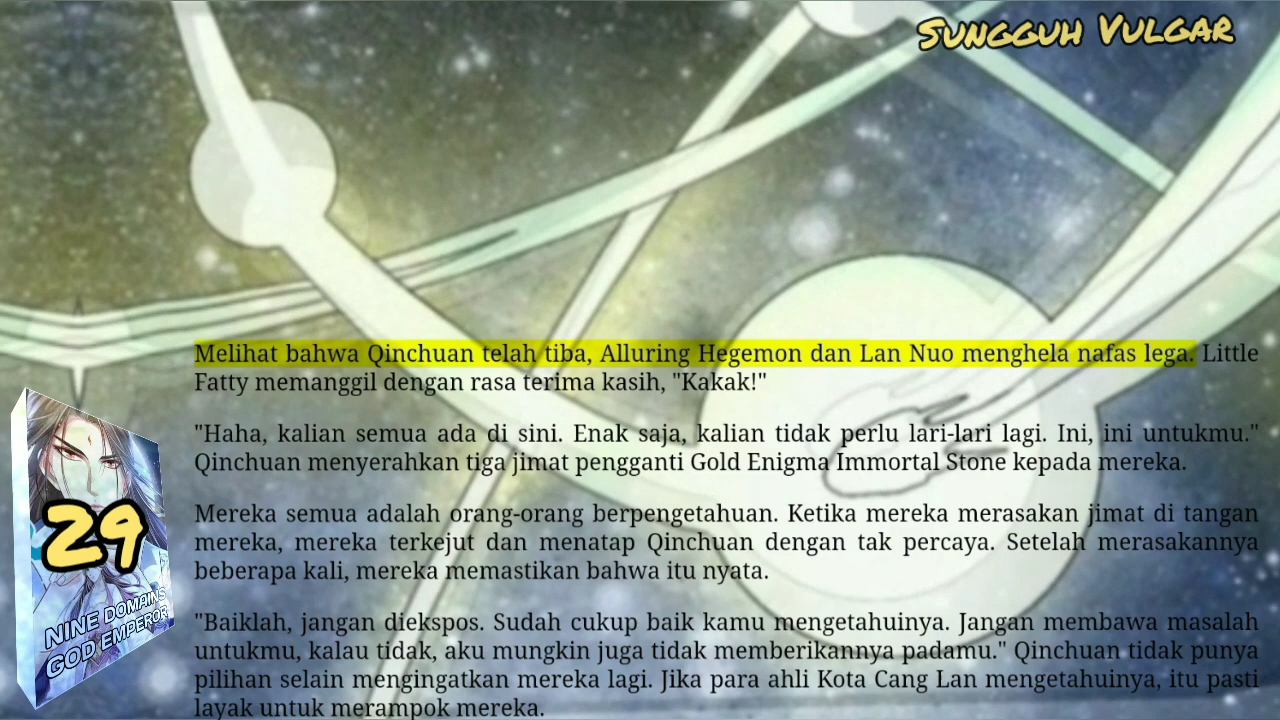 Sungguh Vulgar
Melihat bahwa Qinchuan telah tiba, Alluring Hegemon dan Lan Nuo menghela nafas lega. Little
Fatty memanggil dengan rasa terima kasih, "Kakak!"
"Haha, kalian semua ada di sini. Enak saja, kalian tidak perlu lari-lari lagi. Ini, ini untukmu."
Qinchuan menyerahkan tiga jimat pengganti Gold Enigma Immortal Stone kepada mereka.
Mereka semua adalah orang-orang berpengetahuan. Ketika mereka merasakan jimat di tangan
mereka, mereka terkejut dan menatap Qinchuan dengan tak percaya. Setelah merasakannya
beberapa kali, mereka memastikan bahwa itu nyata.
"Baiklah, jangan diekspos. Sudah cukup baik kamu mengetahuinya. Jangan membawa masalah
untukmu, kalau tidak, aku mungkin juga tidak memberikannya padamu." Qinchuan tidak punya
pilihan selain mengingatkan mereka lagi. Jika para ahli Kota Cang Lan mengetahuinya, itu pasti
layak untuk merampok mereka.
29
NINE DOMAINS
GOD EMPEROR